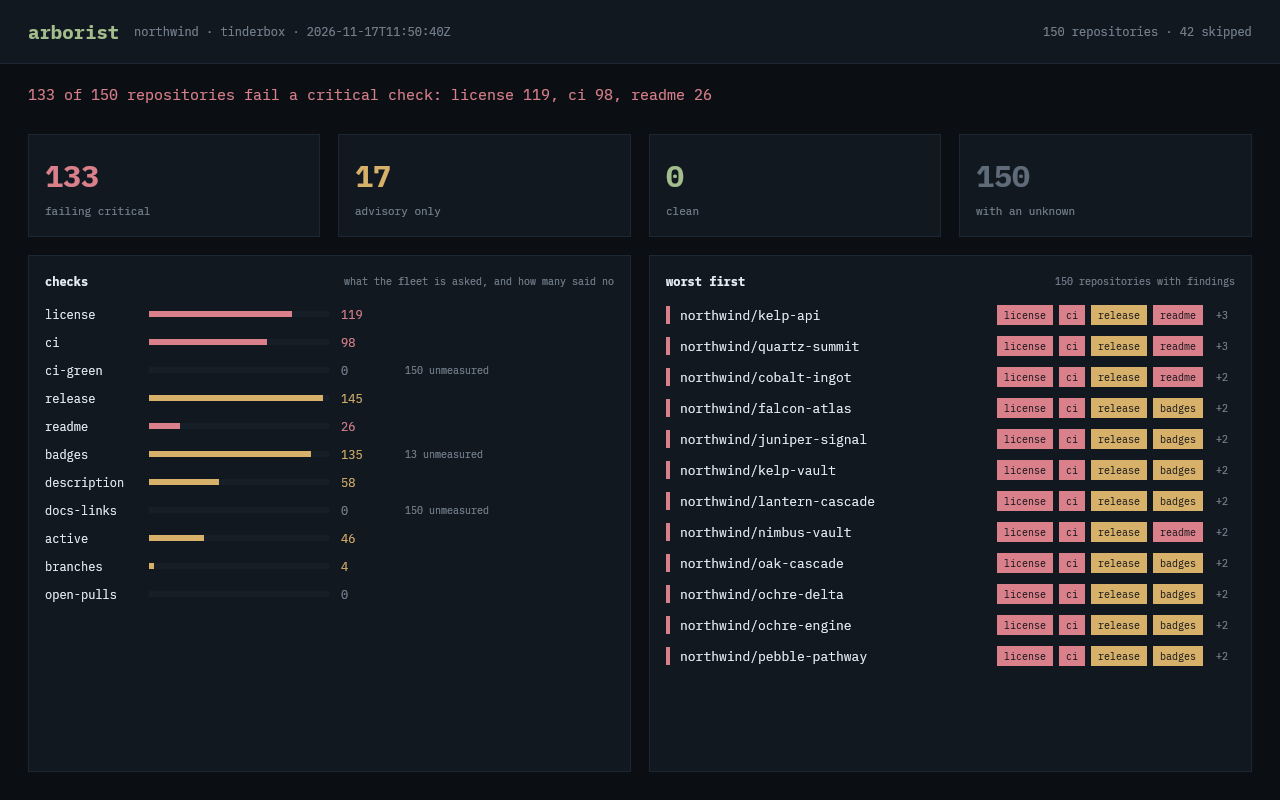 arborist northwind · tinderbox · 2026-11-17T11:50:40Z 150 repositories · 42 skipped
133 of 150 repositories fail a critical check: license 119, ci 98, readme 26
133
failing critical
17
advisory only
0
clean
150
with an unknown
checks what the fleet is asked, and how many said no
license 119
ci 98
ci-green 0 150 unmeasured
release 145
readme 26
badges 135 13 unmeasured
description 58
docs-links 0 150 unmeasured
active 46
branches 4
open-pulls 0
worst first 150 repositories with findings
northwind/kelp-api license ci release readme +3
northwind/quartz-summit license ci release readme +3
northwind/cobalt-ingot license ci release readme +2
northwind/falcon-atlas license ci release badges +2
northwind/juniper-signal license ci release badges +2
northwind/kelp-vault license ci release badges +2
northwind/lantern-cascade license ci release badges +2
northwind/nimbus-vault license ci release readme +2
northwind/oak-cascade license ci release badges +2
northwind/ochre-delta license ci release badges +2
northwind/ochre-engine license ci release badges +2
northwind/pebble-pathway license ci release badges +2